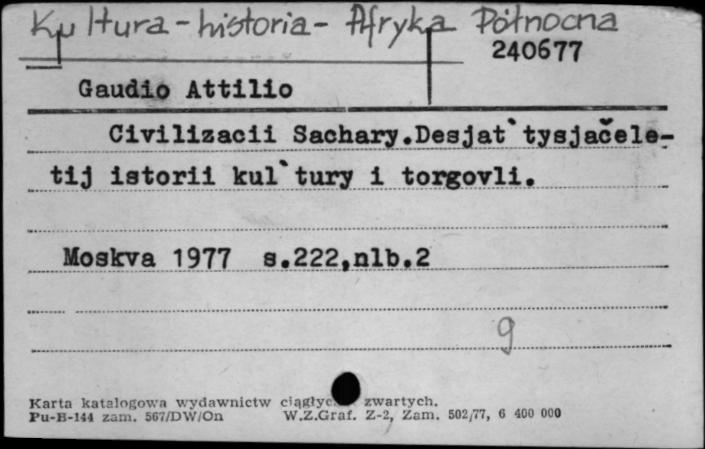 Kultura - historia - Afryka Północna
240677
Gaudio Attilio
Civilizacii Sachary.Desjat`tysjačele-
tij istorii kul`tury i torgovli.
Moskva 1977 s.222,nlb.2
9
Karta katalogowa wydawnictw zwartych.
Pu-B-144 zam. 567/DW/On W.Z.Graf. Z-2, Zam. 502/77, 6 400 000